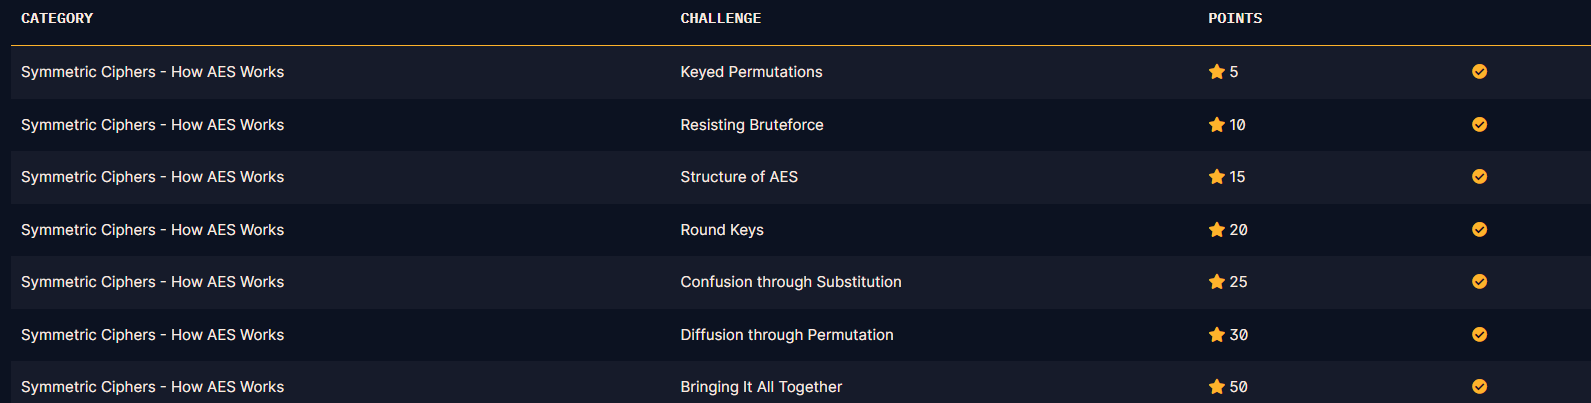 CATEGORY CHALLENGE POINTS
Symmetric Ciphers - How AES Works Keyed Permutations 5
Symmetric Ciphers - How AES Works Resisting Bruteforce 10
Symmetric Ciphers - How AES Works Structure of AES 15
Symmetric Ciphers - How AES Works Round Keys 20
Symmetric Ciphers - How AES Works Confusion through Substitution 25
Symmetric Ciphers - How AES Works Diffusion through Permutation 30
Symmetric Ciphers - How AES Works Bringing It All Together 50